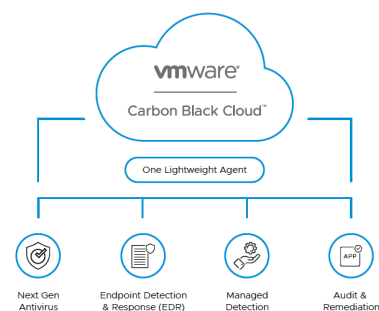 vmware®
Carbon Black Cloud™
One Lightweight Agent
APP
Next Gen
Antivirus
Endpoint Detection
& Response (EDR)
Managed
Detection
Audit &
Remediation